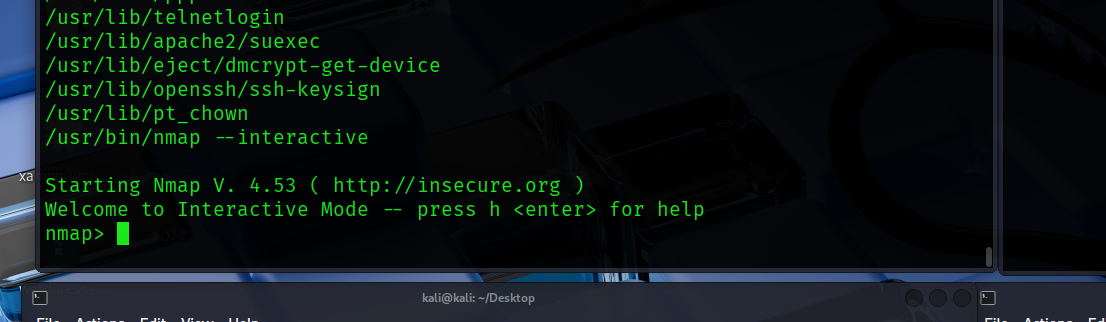 /usr/lib/telnetlogin
/usr/lib/apache2/suexec
/usr/lib/eject/dmcrypt-get-device
/usr/lib/openssh/ssh-keysign
/usr/lib/pt_chown
/usr/bin/nmap --interactive
xa
Starting Nmap V. 4.53 ( http://insecure.org )
Welcome to Interactive Mode -- press h <enter> for help
nmap>
kali@kali: ~/Desktop
File Actions Edit View Help
File Actions Ed